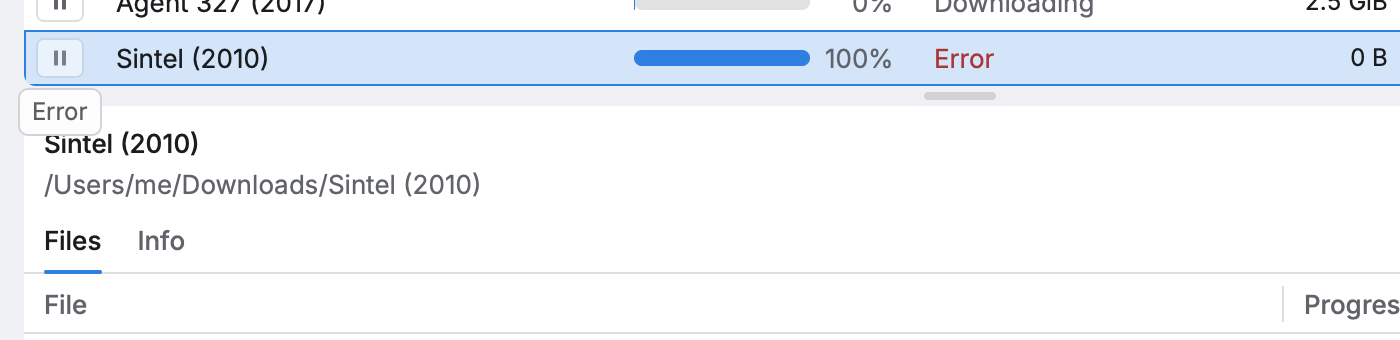 Agent 327 (2017) 0% Downloading 2.5 GiB
Sintel (2010) 100% Error 0 B
Error
Sintel (2010)
/Users/me/Downloads/Sintel (2010)
Files Info
File Progres